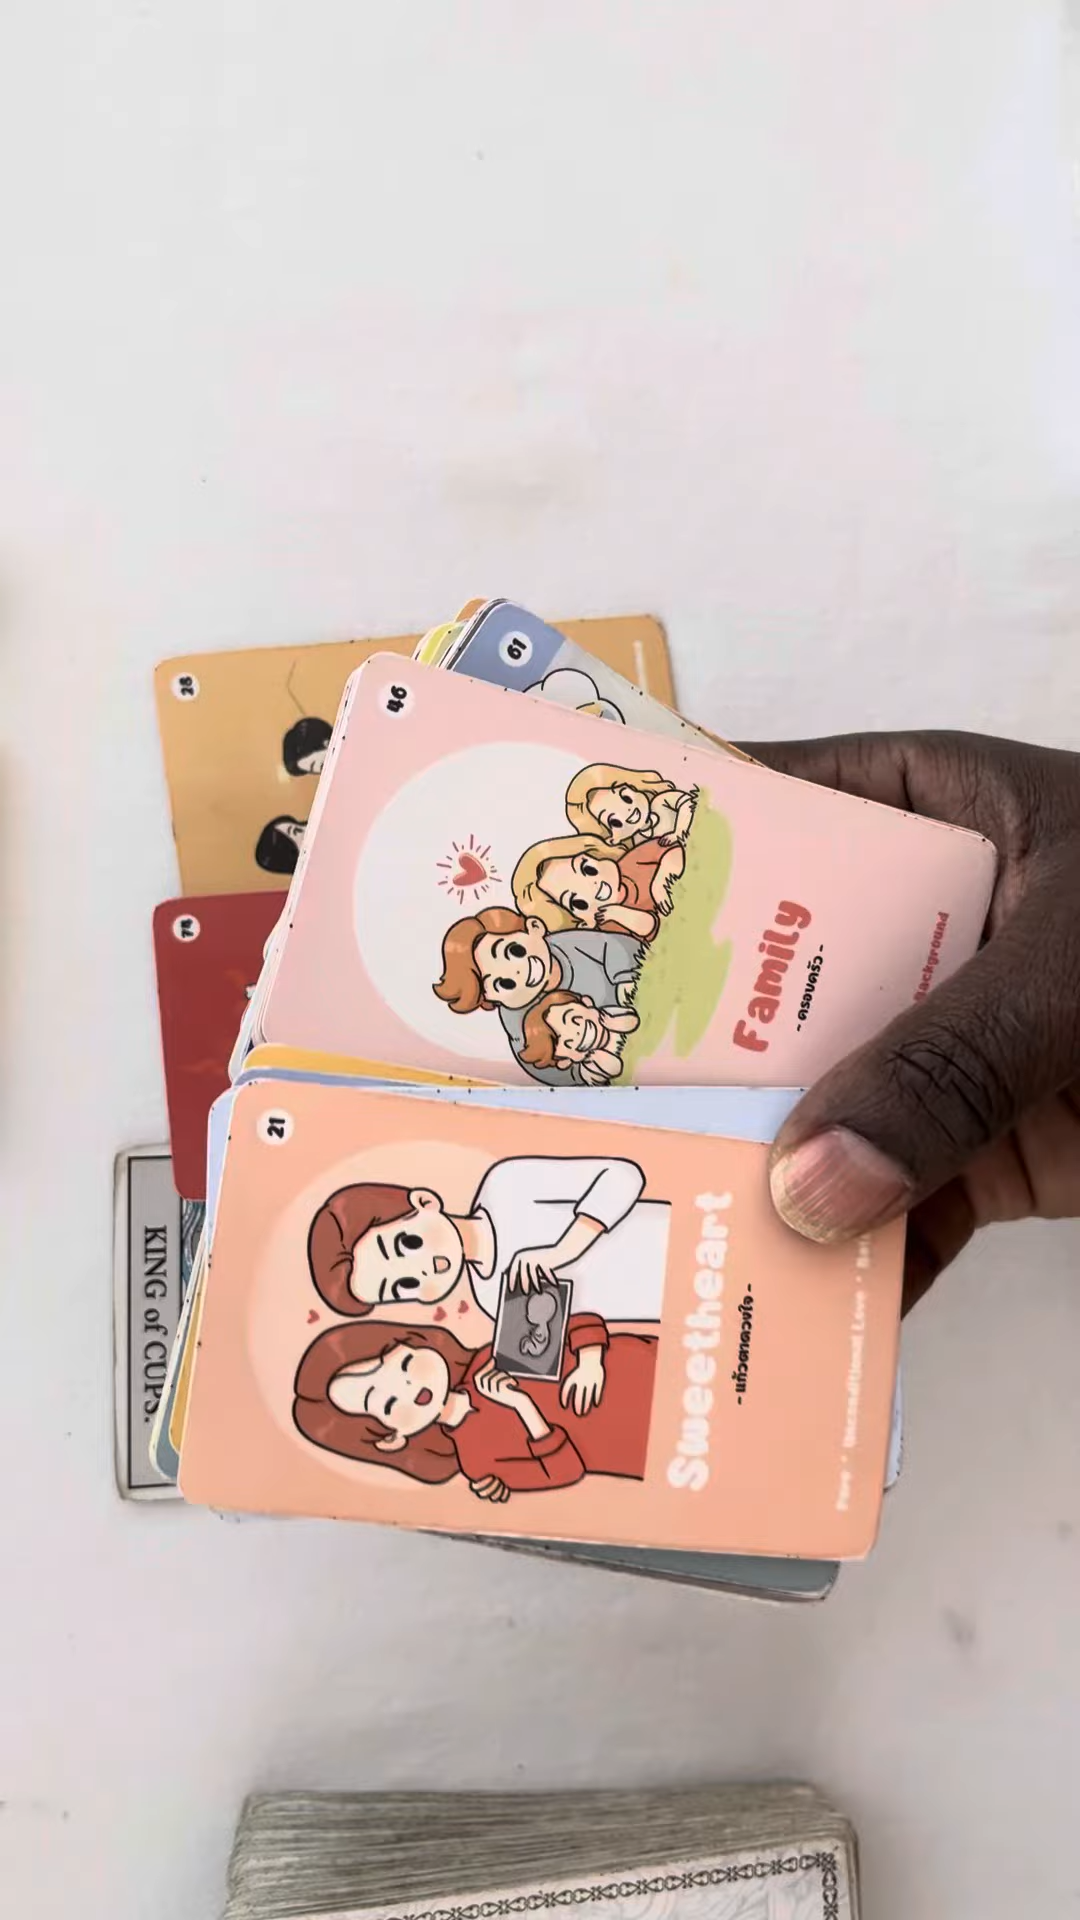 28
61
46
Family
- ครอบครัว -
Background
74
21
Sweetheart
- แก้วตาดวงใจ -
Pure • Unconditional Love •
KING of CUPS.